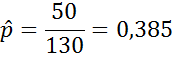 p̂ = 50/130 = 0,385